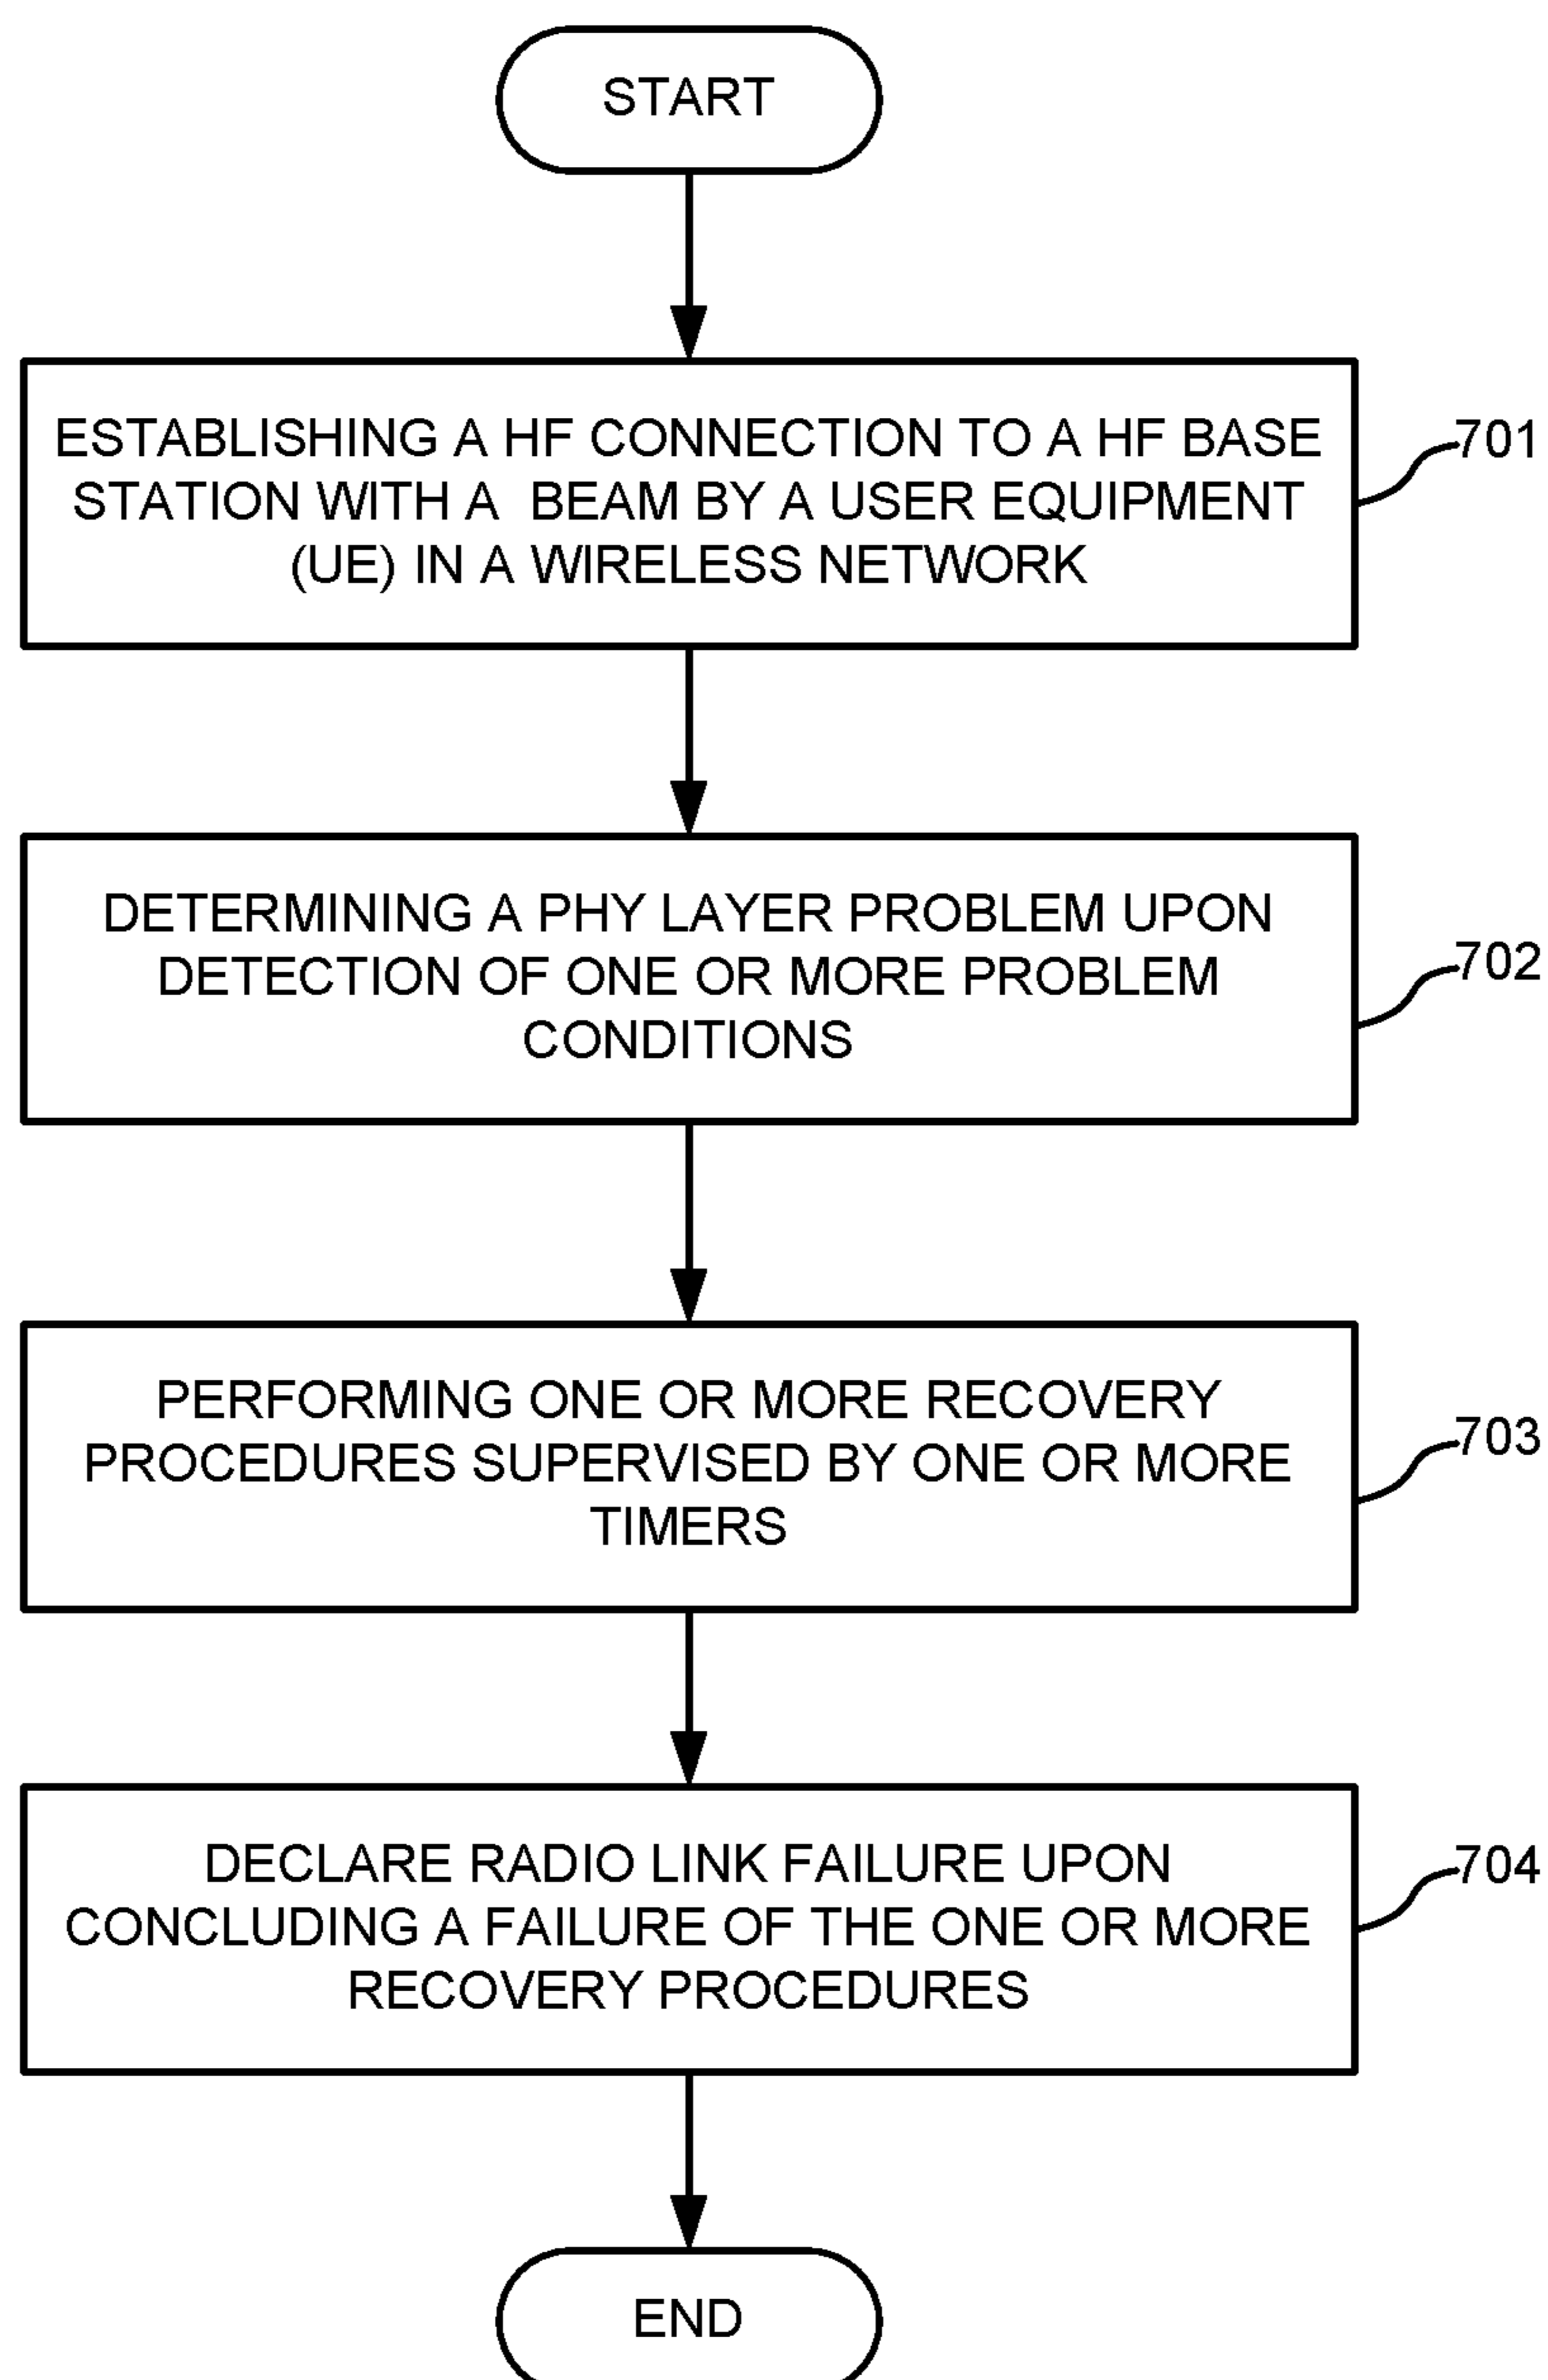 START
ESTABLISHING A HF CONNECTION TO A HF BASE
STATION WITH A BEAM BY A USER EQUIPMENT
(UE) IN A WIRELESS NETWORK
701
DETERMINING A PHY LAYER PROBLEM UPON
DETECTION OF ONE OR MORE PROBLEM
CONDITIONS
702
PERFORMING ONE OR MORE RECOVERY
PROCEDURES SUPERVISED BY ONE OR MORE
TIMERS
703
DECLARE RADIO LINK FAILURE UPON
CONCLUDING A FAILURE OF THE ONE OR MORE
RECOVERY PROCEDURES
704
END